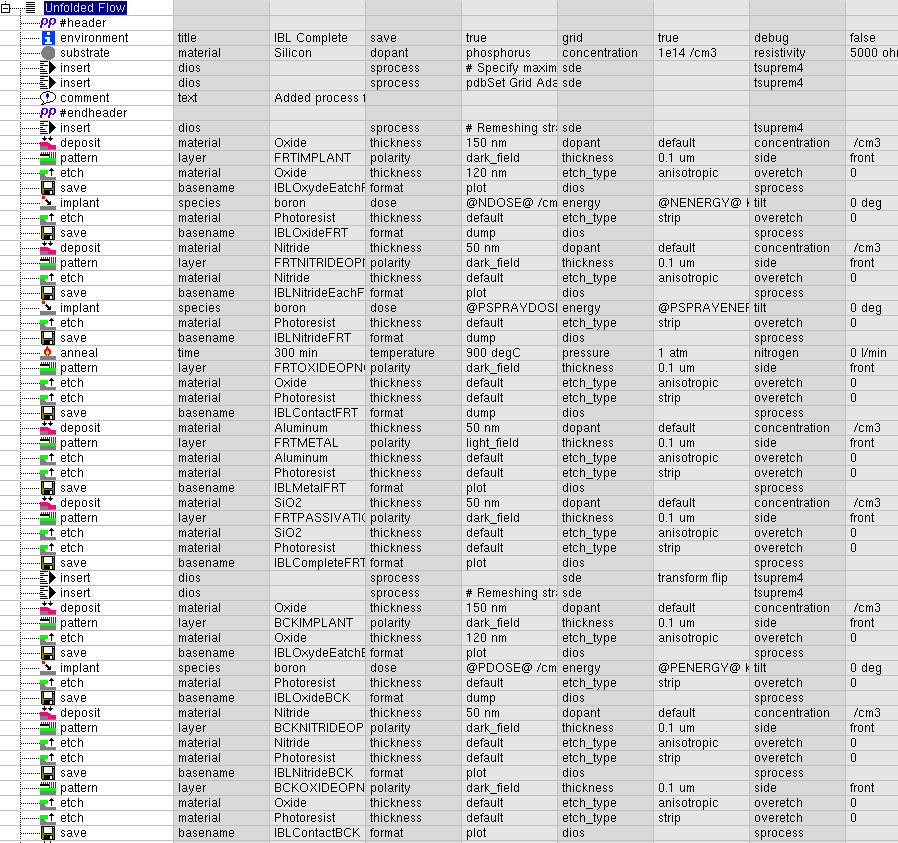 Unfolded Flow
pp #header
environment title IBL Complete save true grid true debug false
substrate material Silicon dopant phosphorus concentration 1e14 /cm3 resistivity 5000 ohm
insert dios sprocess # Specify maxim sde tsuprem4
insert dios sprocess pdbSet Grid Ada sde tsuprem4
comment text Added process t
pp #endheader
insert dios sprocess # Remeshing stra sde tsuprem4
deposit material Oxide thickness 150 nm dopant default concentration /cm3
pattern layer FRTIMPLANT polarity dark_field thickness 0.1 um side front
etch material Oxide thickness 120 nm etch_type anisotropic overetch 0
save basename IBLOxydeEatchF format plot dios sprocess
implant species boron dose @NDOSE@ /cm energy @NENERGY@ k tilt 0 deg
etch material Photoresist thickness default etch_type strip overetch 0
save basename IBLOxideFRT format dump dios sprocess
deposit material Nitride thickness 50 nm dopant default concentration /cm3
pattern layer FRTNITRIDEOPN polarity dark_field thickness 0.1 um side front
etch material Nitride thickness default etch_type anisotropic overetch 0
save basename IBLNitrideEachF format plot dios sprocess
implant species boron dose @PSPRAYDOSE energy @PSPRAYENER tilt 0 deg
etch material Photoresist thickness default etch_type strip overetch 0
save basename IBLNitrideFRT format dump dios sprocess
anneal time 300 min temperature 900 degC pressure 1 atm nitrogen 0 l/min
pattern layer FRTOXIDEOPN polarity dark_field thickness 0.1 um side front
etch material Oxide thickness default etch_type anisotropic overetch 0
etch material Photoresist thickness default etch_type strip overetch 0
save basename IBLContactFRT format dump dios sprocess
deposit material Aluminum thickness 50 nm dopant default concentration /cm3
pattern layer FRTMETAL polarity light_field thickness 0.1 um side front
etch material Aluminum thickness default etch_type anisotropic overetch 0
etch material Photoresist thickness default etch_type strip overetch 0
save basename IBLMetalFRT format plot dios sprocess
deposit material SiO2 thickness 50 nm dopant default concentration /cm3
pattern layer FRTPASSIVATIO polarity dark_field thickness 0.1 um side front
etch material SiO2 thickness default etch_type anisotropic overetch 0
etch material Photoresist thickness default etch_type strip overetch 0
save basename IBLCompleteFRT format plot dios sprocess
insert dios sprocess sde transform flip tsuprem4
insert dios sprocess # Remeshing stra sde tsuprem4
deposit material Oxide thickness 150 nm dopant default concentration /cm3
pattern layer BCKIMPLANT polarity dark_field thickness 0.1 um side front
etch material Oxide thickness 120 nm etch_type anisotropic overetch 0
save basename IBLOxydeEatchB format plot dios sprocess
implant species boron dose @PDOSE@ /cm energy @PENERGY@ k tilt 0 deg
etch material Photoresist thickness default etch_type strip overetch 0
save basename IBLOxideBCK format dump dios sprocess
deposit material Nitride thickness 50 nm dopant default concentration /cm3
pattern layer BCKNITRIDEOP polarity dark_field thickness 0.1 um side front
etch material Nitride thickness default etch_type anisotropic overetch 0
etch material Photoresist thickness default etch_type strip overetch 0
save basename IBLNitrideBCK format plot dios sprocess
pattern layer BCKOXIDEOPN polarity dark_field thickness 0.1 um side front
etch material Oxide thickness default etch_type anisotropic overetch 0
etch material Photoresist thickness default etch_type strip overetch 0
save basename IBLContactBCK format plot dios sprocess